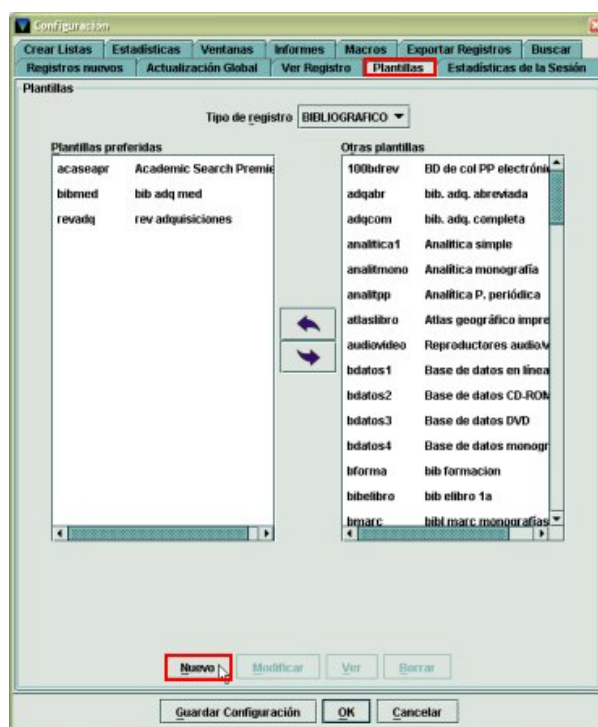 Configuración
Crear Listas Estadísticas Ventanas Informes Macros Exportar Registros Buscar
Registros nuevos Actualización Global Ver Registro Plantillas Estadísticas de la Sesión
Plantillas
Tipo de registro BIBLIOGRAFICO
Plantillas preferidas
acaseapr Academic Search Premie
bibmed bib adq med
revadq rev adquisiciones
Otras plantillas
100bdrev BD de col PP electróni
adqabr bib. adq. abreviada
adqcom bib. adq. completa
analitica1 Analítica simple
analitmono Analítica monografía
analitpp Analítica P. periódica
atlaslibro Atlas geográfico impre
audiovideo Reproductores audio/v
bdatos1 Base de datos en línea
bdatos2 Base de datos CD-ROM
bdatos3 Base de datos DVD
bdatos4 Base de datos monogr
bforma bib formacion
bibelibro bib elibro 1a
bmarc bibl marc monografías
Nuevo Modificar Ver Borrar
Guardar Configuración OK Cancelar